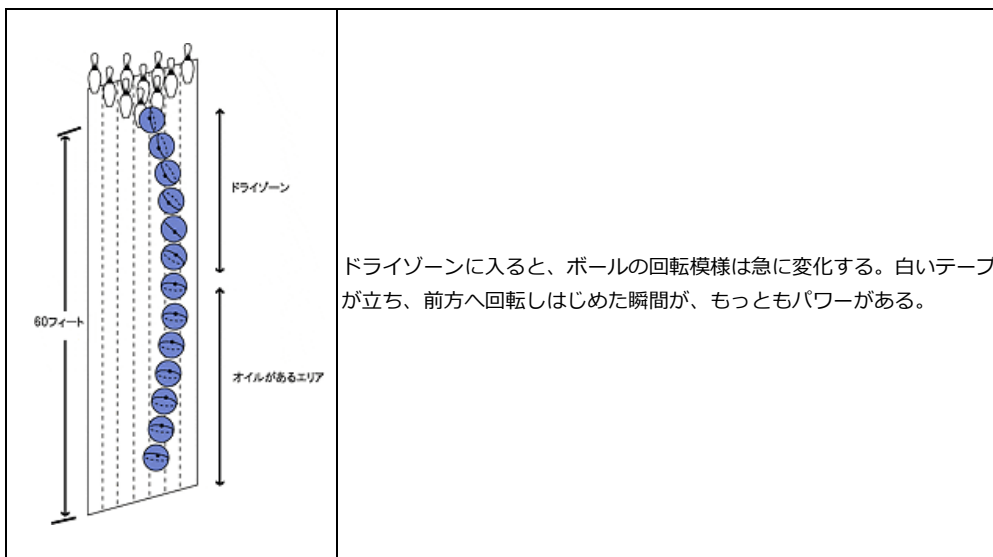 ドライゾーン
ドライゾーンに入ると、ボールの回転模様は急に変化する。白いテープ
が立ち、前方へ回転しはじめた瞬間が、もっともパワーがある。
60フィート
オイルがあるエリア